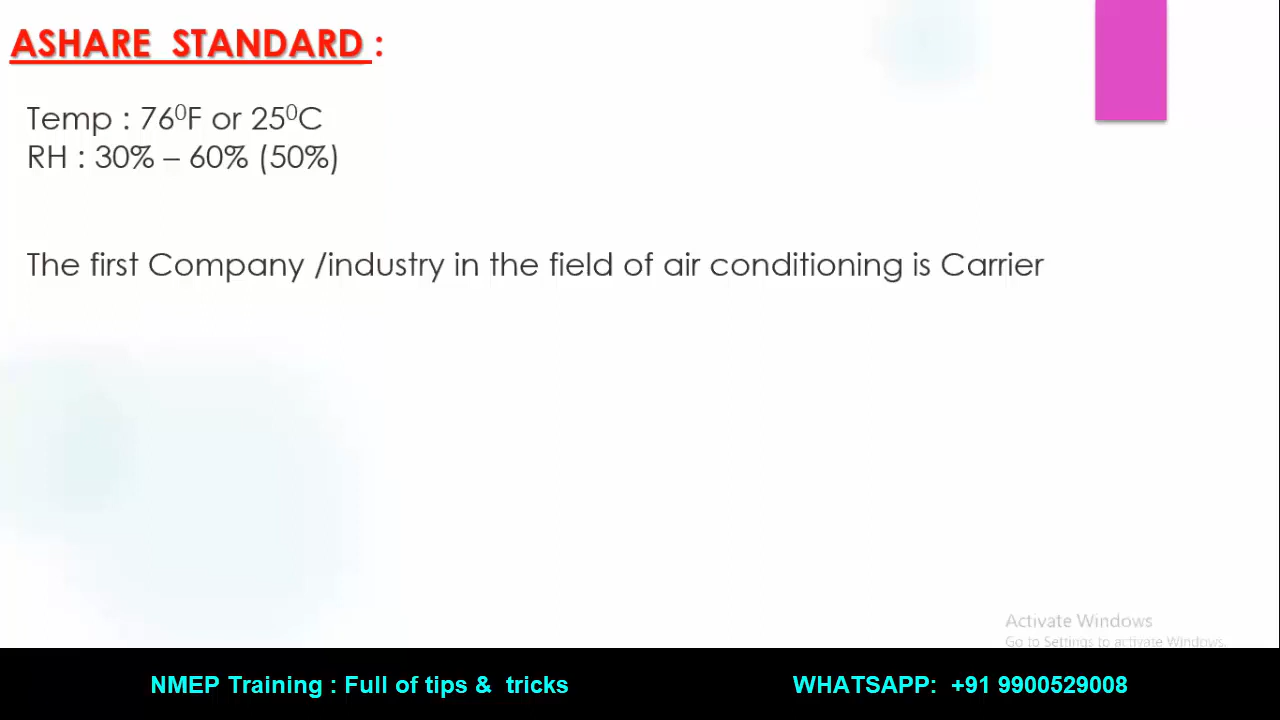 ASHARE STANDARD :
Temp : 76⁰F or 25⁰C
RH : 30% – 60% (50%)
The first Company /industry in the field of air conditioning is Carrier
Activate Windows
Go to Settings to activate Windows.
NMEP Training : Full of tips & tricks
WHATSAPP: +91 9900529008